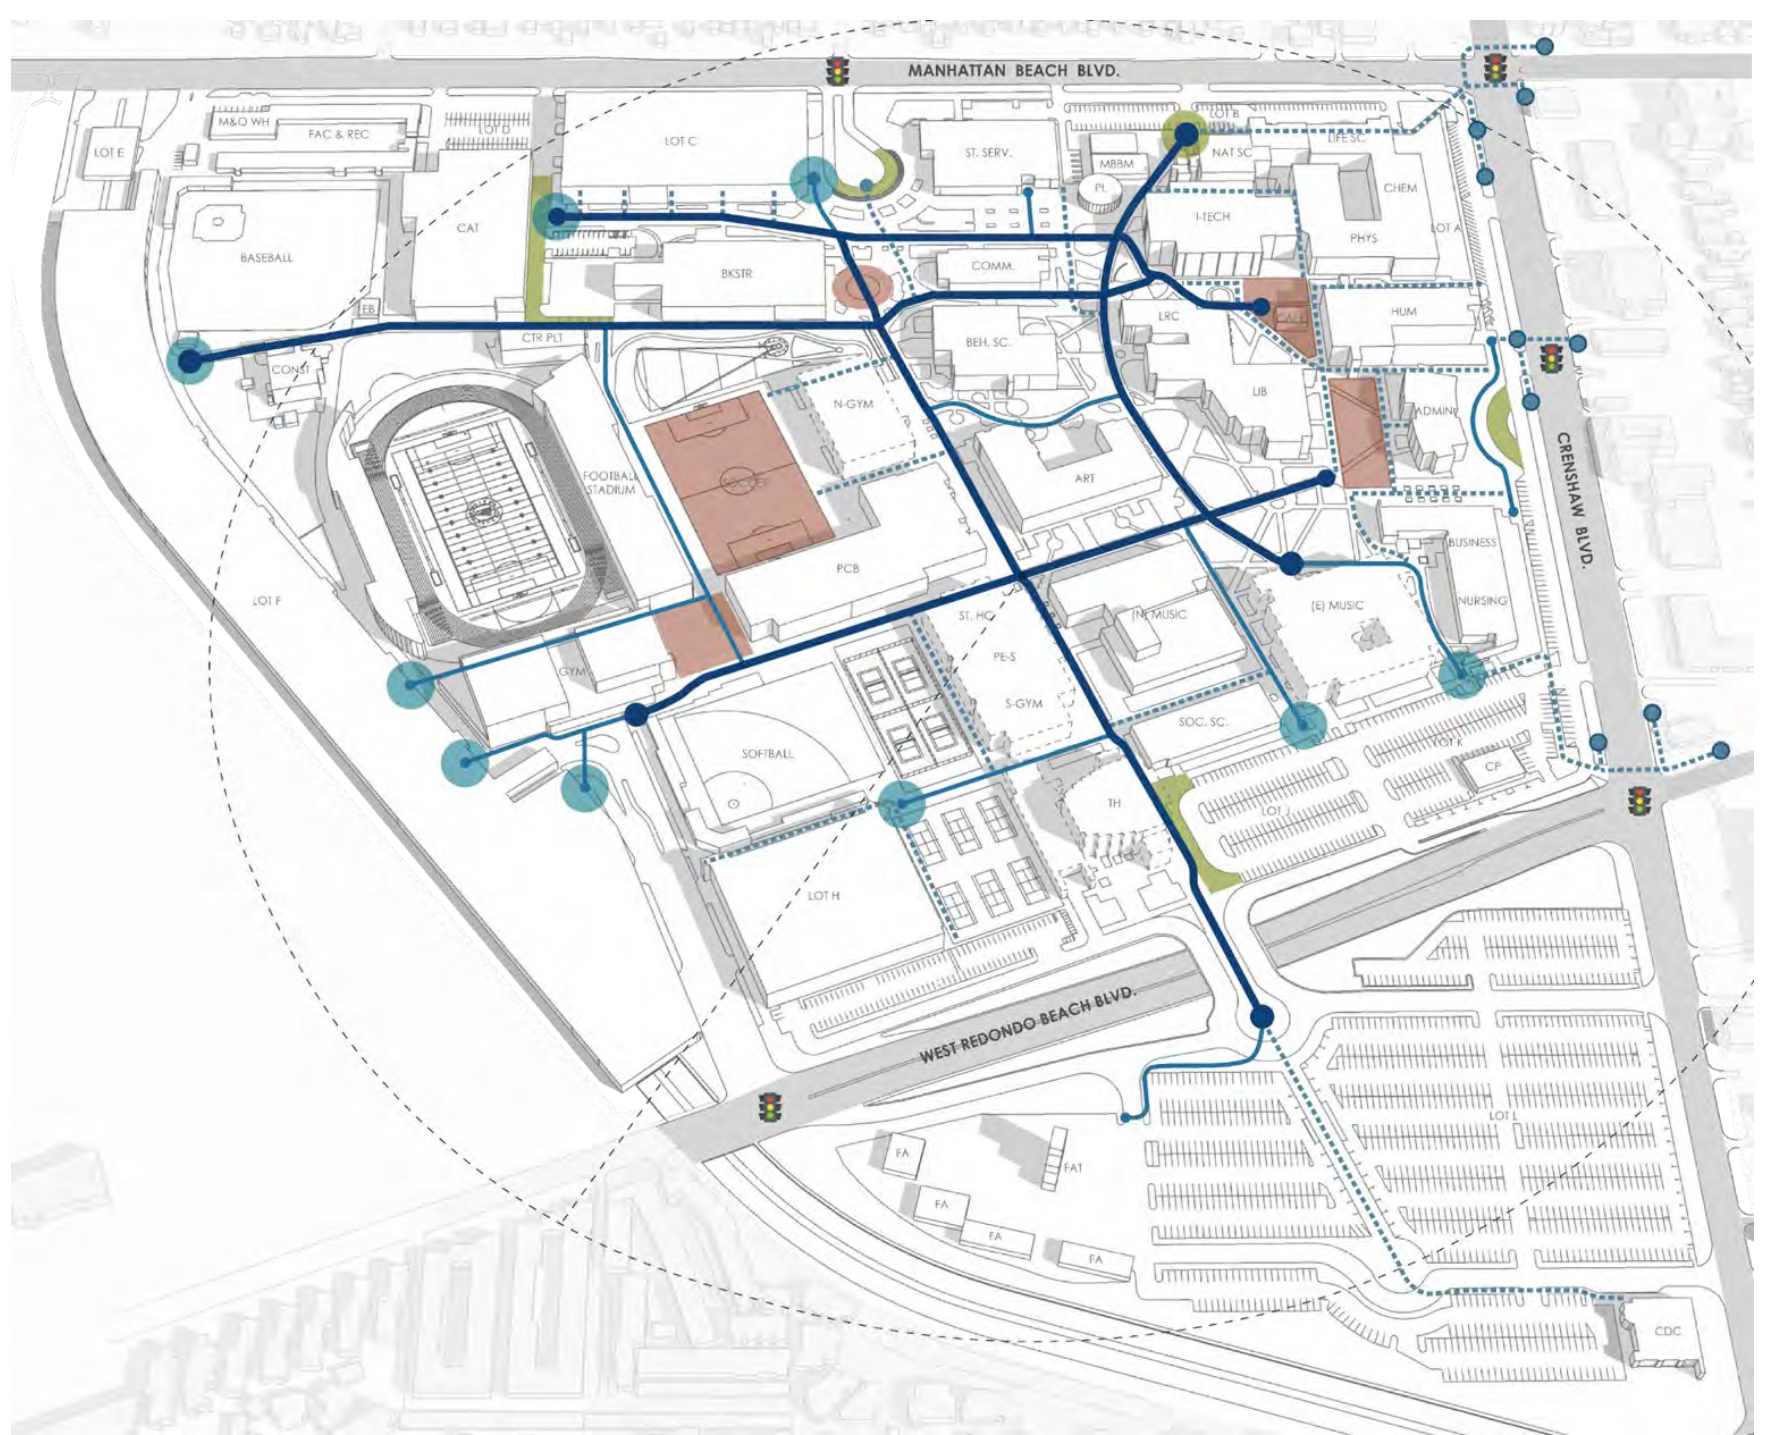 MANHATTAN BEACH BLVD.
M&O WH
FAC & REC
LOT D
LOT E
LOT C
ST. SERV.
LOT B
MBBM
NAT SC
LIFE SC
PL
CHEM
I-TECH
LOT A
PHYS
CAT
BASEBALL
BKSTR
COMM.
EB
CTR PLT
LRC
CAFE
HUM
BEH. SC.
CONST
LIB
ADMIN
N-GYM
FOOTBALL
STADIUM
SOCCER
ART
CRENSHAW BLVD.
PCB
BUSINESS
LOT F
NURSING
ST. HC
(N) MUSIC
(E) MUSIC
PE-S
GYM
S-GYM
SOC. SC.
SOFTBALL
LOT K
CP
TH
LOT J
LOT H
WEST REDONDO BEACH BLVD.
LOT L
FA
FA1
FA
FA
FA
CDC